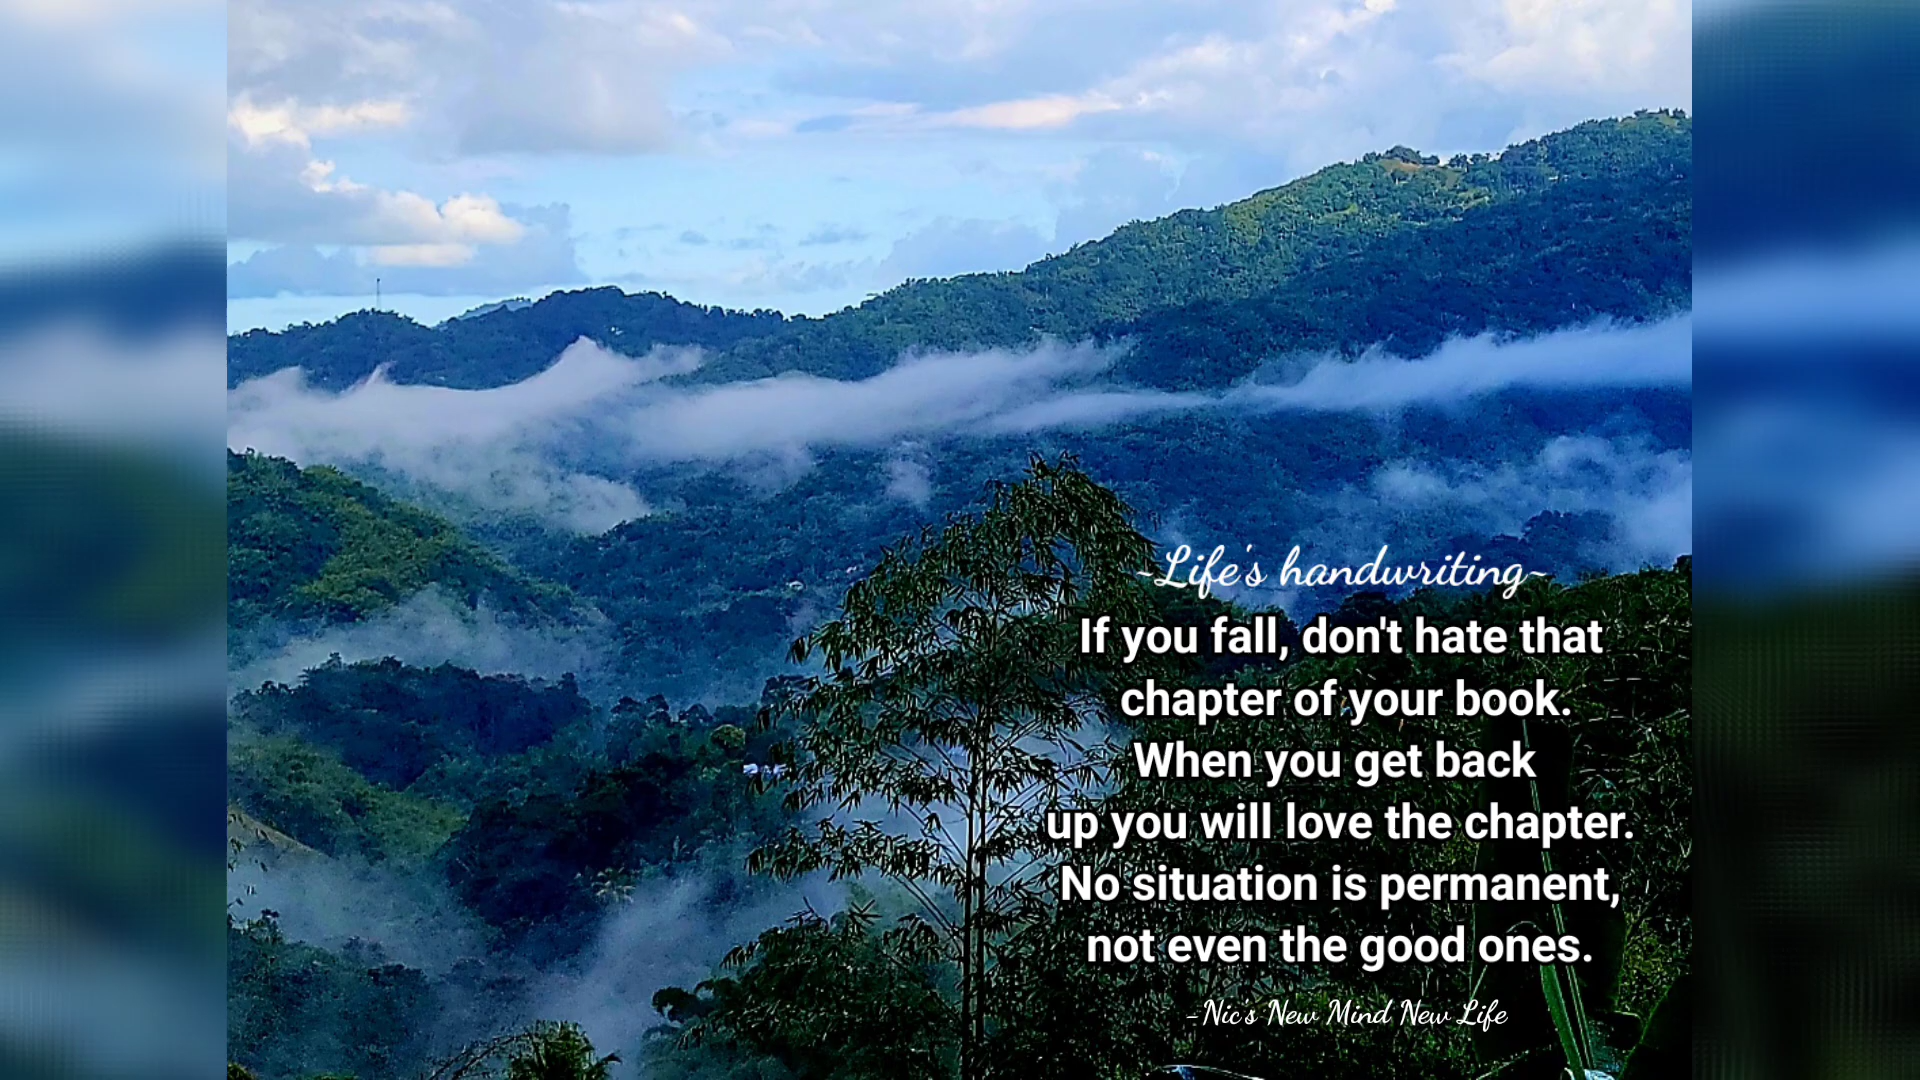 ~Life's handwriting~
If you fall, don't hate that
chapter of your book.
When you get back
up you will love the chapter.
No situation is permanent,
not even the good ones.
-Nic's New Mind New Life